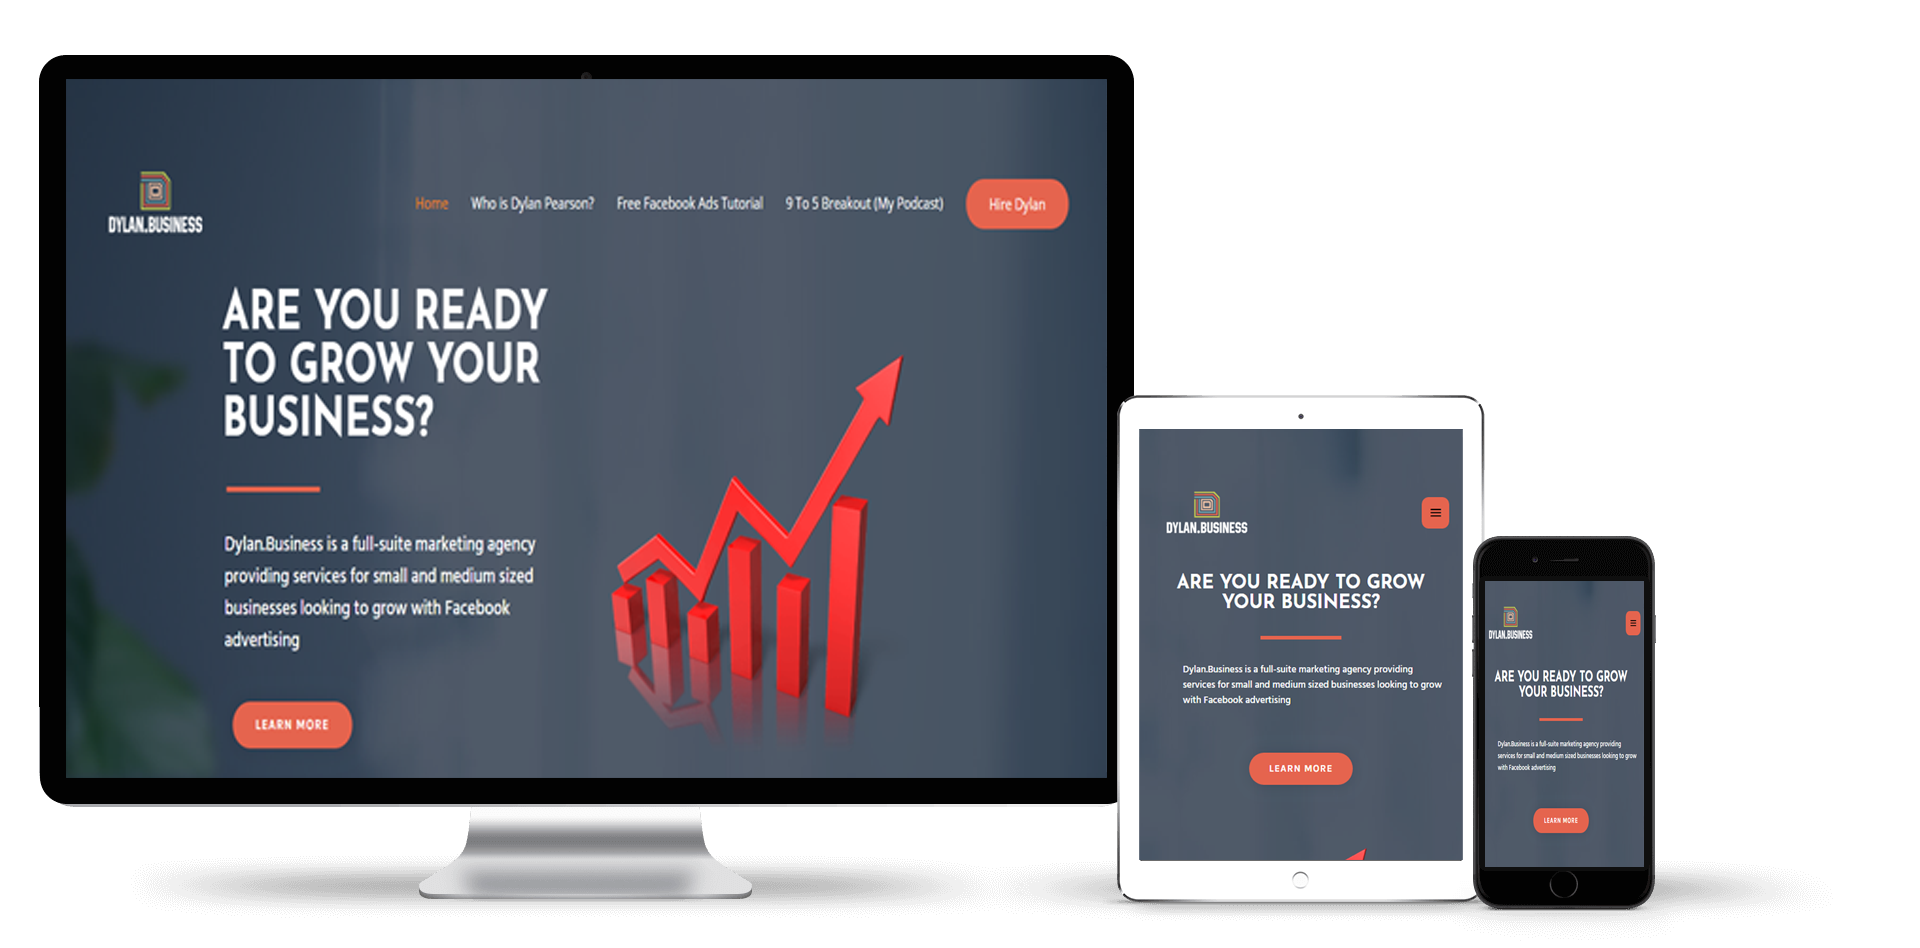 DYLAN.BUSINESS
Home Who is Dylan Pearson? Free Facebook Ads Tutorial 9 To 5 Breakout (My Podcast) Hire Dylan
ARE YOU READY
TO GROW YOUR
BUSINESS?
Dylan.Business is a full-suite marketing agency
providing services for small and medium sized
businesses looking to grow with Facebook
advertising
LEARN MORE
DYLAN.BUSINESS
ARE YOU READY TO GROW
YOUR BUSINESS?
Dylan.Business is a full-suite marketing agency providing
services for small and medium sized businesses looking to grow
with Facebook advertising
LEARN MORE
DYLAN.BUSINESS
ARE YOU READY TO GROW
YOUR BUSINESS?
Dylan.Business is a full-suite marketing agency providing
services for small and medium sized businesses looking to grow
with Facebook advertising
LEARN MORE